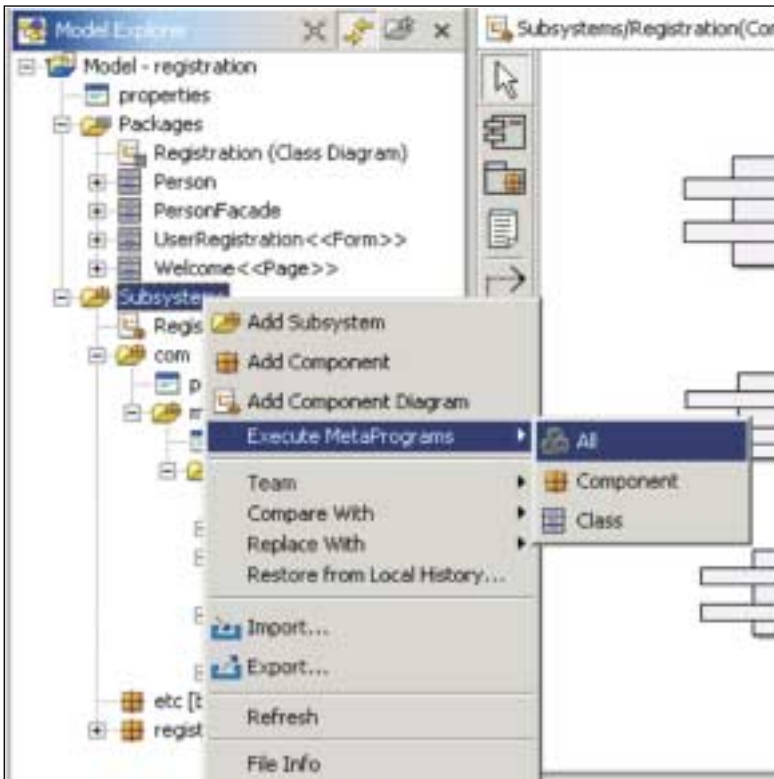 Model Explorer
Subsystems/Registration(Co
Model - registration
properties
Packages
Registration (Class Diagram)
Person
PersonFacade
UserRegistration<<Form>>
Welcome<<Page>>
Subsyste
Regis
com
p
etc [b
regist
Add Subsystem
Add Component
Add Component Diagram
Execute MetaPrograms
Team
Compare With
Replace With
Restore from Local History...
Import...
Export...
Refresh
File Info
All
Component
Class